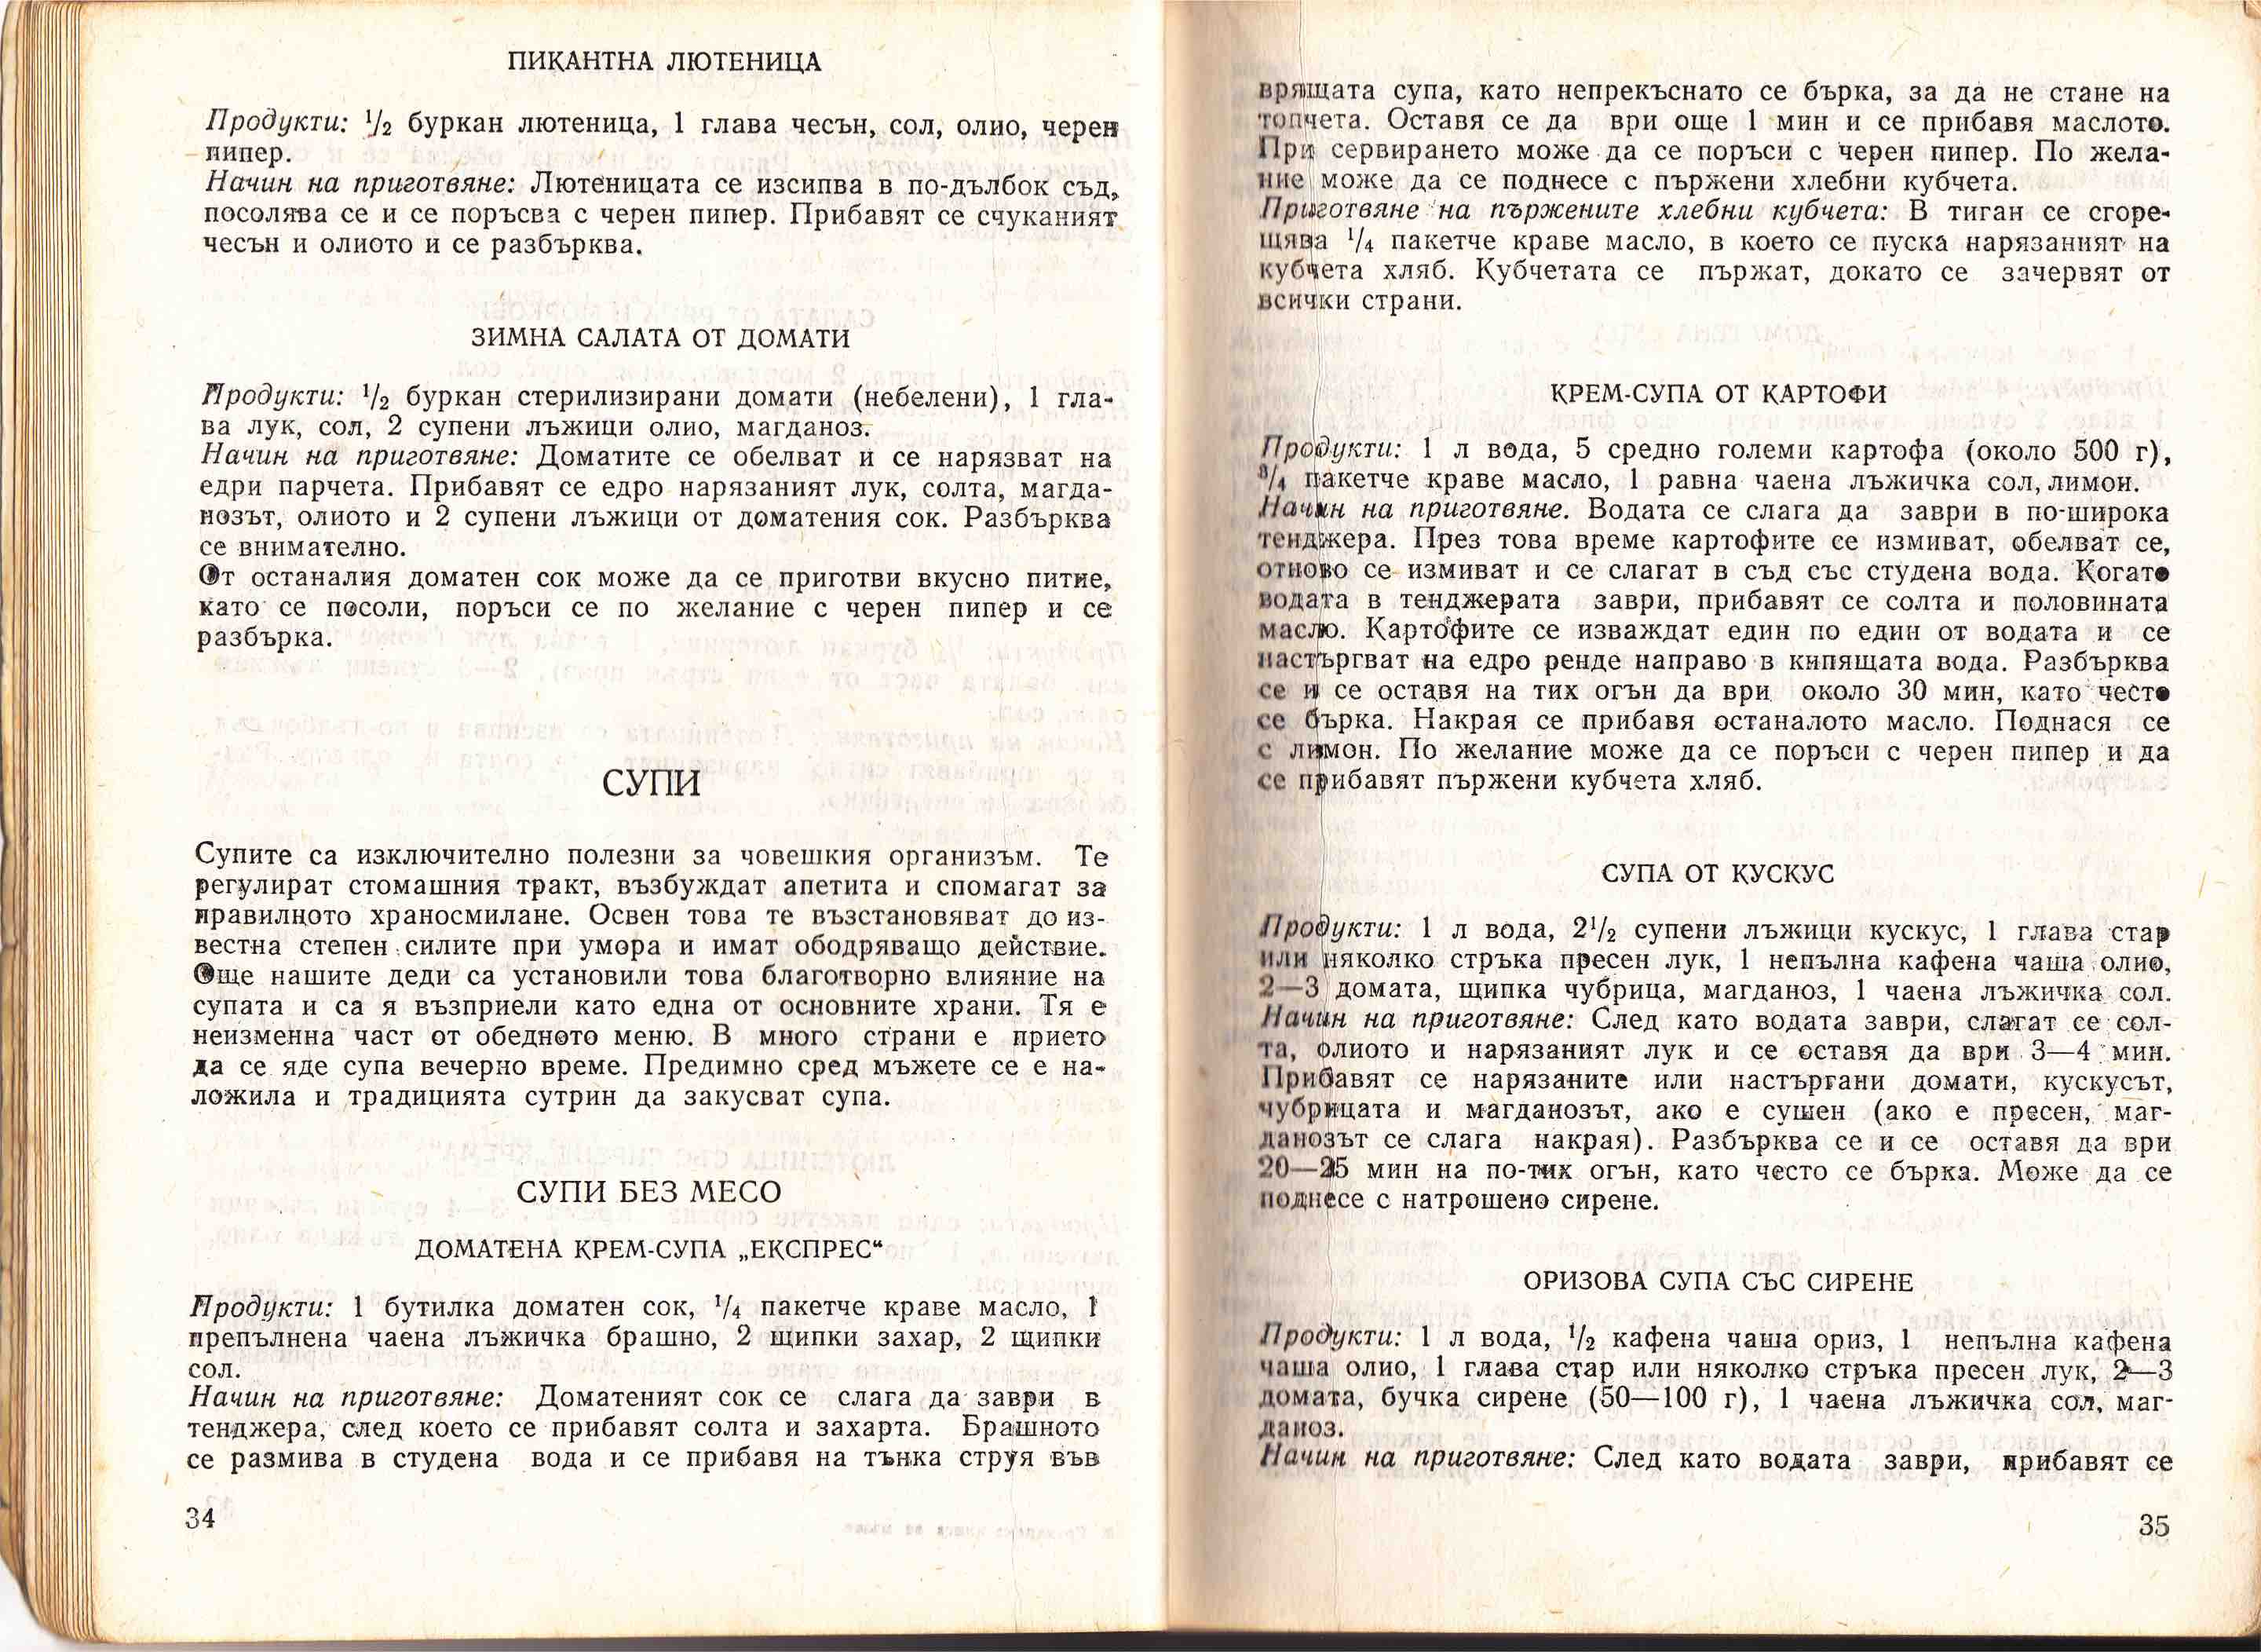 ПИКАНТНА ЛЮТЕНИЦА
Продукти: 1/2 буркан лютеница, 1 глава чесън, сол, олио, черен
пипер.
Начин на приготвяне: Лютеницата се изсипва в по-дълбок съд,
посолява се и се поръсва с черен пипер. Прибавят се счуканият
чесън и олиото и се разбърква.
ЗИМНА САЛАТА ОТ ДОМАТИ
Продукти: 1/2 буркан стерилизирани домати (небелени), 1 гла-
ва лук, сол, 2 супени лъжици олио, магданоз.
Начин на приготвяне: Доматите се обелват и се нарязват на
едри парчета. Прибавят се едро нарязаният лук, солта, магда-
нозът, олиото и 2 супени лъжици от доматения сок. Разбърква
се внимателно.
От останалия доматен сок може да се приготви вкусно питие,
като се посоли, поръси се по желание с черен пипер и се
разбърка.
СУПИ
Супите са изключително полезни за човешкия организъм. Те
регулират стомашния тракт, възбуждат апетита и спомагат за
правилното храносмилане. Освен това те възстановяват до из-
вестна степен силите при умора и имат ободряващо действие.
Още нашите деди са установили това благотворно влияние на
супата и са я възприели като една от основните храни. Тя е
неизменна част от обедното меню. В много страни е прието
да се яде супа вечерно време. Предимно сред мъжете се е на-
ложила и традицията сутрин да закусват супа.
СУПИ БЕЗ МЕСО
ДОМАТЕНА КРЕМ-СУПА „ЕКСПРЕС“
Продукти: 1 бутилка доматен сок, 1/4 пакетче краве масло, 1
препълнена чаена лъжичка брашно, 2 щипки захар, 2 щипки
сол.
Начин на приготвяне: Доматеният сок се слага да заври в
тенджера, след което се прибавят солта и захарта. Брашното
се размива в студена вода и се прибавя на тънка струя във
34
врящата супа, като непрекъснато се бърка, за да не стане на
топчета. Оставя се да ври още 1 мин и се прибавя маслото.
При сервирането може да се поръси с черен пипер. По жела-
ние може да се поднесе с пържени хлебни кубчета.
Приготвяне на пържените хлебни кубчета: В тиган се сгоре-
щява 1/4 пакетче краве масло, в което се пуска нарязаният на
кубчета хляб. Кубчетата се пържат, докато се зачервят от
всички страни.
КРЕМ-СУПА ОТ КАРТОФИ
Продукти: 1 л вода, 5 средно големи картофа (около 500 г),
3/4 пакетче краве масло, 1 равна чаена лъжичка сол, лимон.
Начин на приготвяне. Водата се слага да заври в по-широка
тенджера. През това време картофите се измиват, обелват се,
отново се измиват и се слагат в съд със студена вода. Когато
водата в тенджерата заври, прибавят се солта и половината
масло. Картофите се изваждат един по един от водата и се
настъргват на едро ренде направо в кипящата вода. Разбърква
се и се оставя на тих огън да ври около 30 мин, като често
се бърка. Накрая се прибавя останалото масло. Поднася се
с лимон. По желание може да се поръси с черен пипер и да
се прибавят пържени кубчета хляб.
СУПА ОТ КУСКУС
Продукти: 1 л вода, 2 1/2 супени лъжици кускус, 1 глава стар
или няколко стръка пресен лук, 1 непълна кафена чаша олио,
2—3 домата, щипка чубрица, магданоз, 1 чаена лъжичка сол.
Начин на приготвяне: След като водата заври, слагат се сол-
та, олиото и нарязаният лук и се оставя да ври 3—4 мин.
Прибавят се нарязаните или настъргани домати, кускусът,
чубрицата и магданозът, ако е сушен (ако е пресен, маг-
данозът се слага накрая). Разбърква се и се оставя да ври
20—25 мин на по-тих огън, като често се бърка. Може да се
поднесе с натрошено сирене.
ОРИЗОВА СУПА СЪС СИРЕНЕ
Продукти: 1 л вода, 1/2 кафена чаша ориз, 1 непълна кафена
чаша олио, 1 глава стар или няколко стръка пресен лук, 2—3
домата, бучка сирене (50—100 г), 1 чаена лъжичка сол, маг-
даноз.
Начин на приготвяне: След като водата заври, прибавят се
35